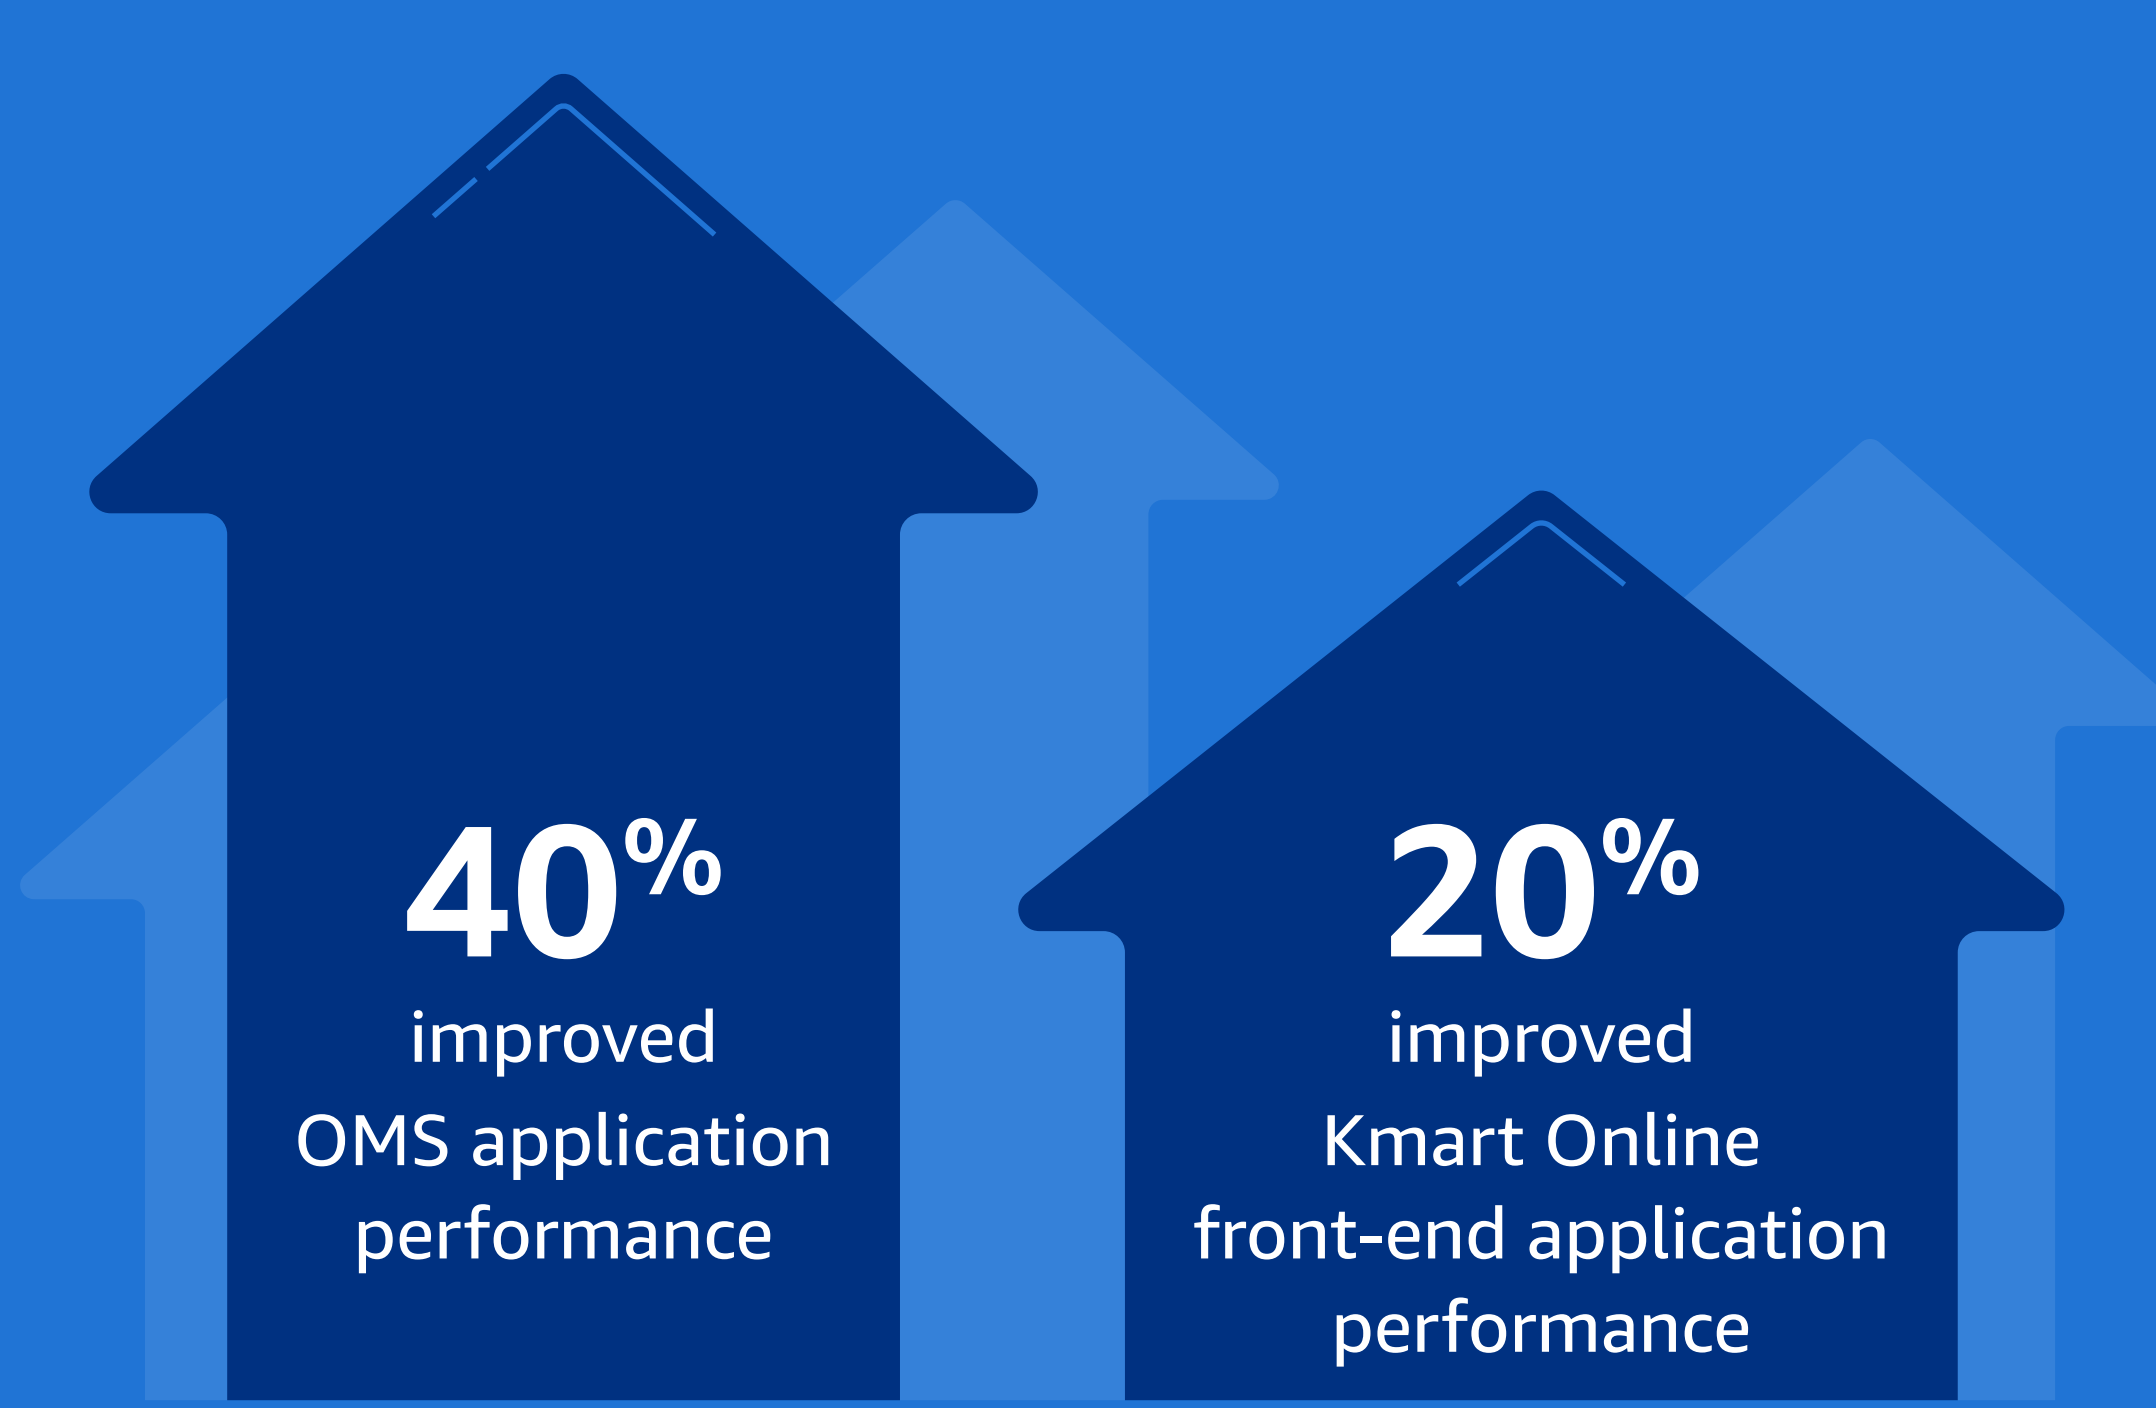 40%
improved
OMS application
performance
20%
improved
Kmart Online
front-end application
performance